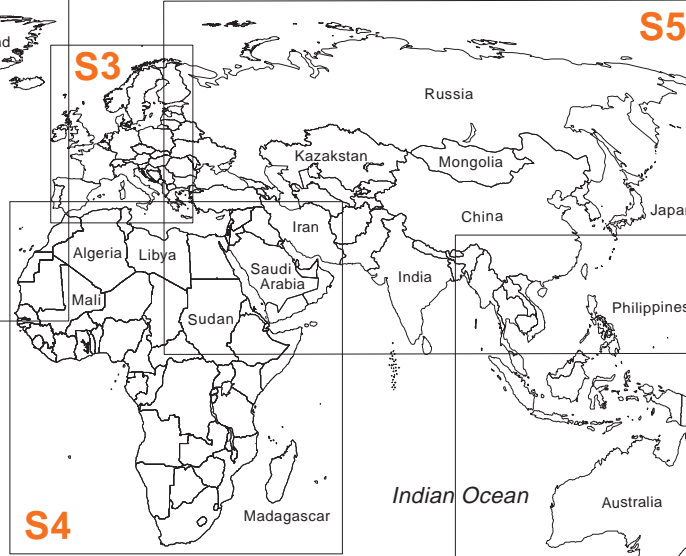 S5
nd
S3
Russia
Kazakstan
Mongolia
China
Japan
Iran
Algeria
Libya
Saudi
Arabia
India
Mali
Sudan
Philippines
Indian Ocean
Australia
Madagascar
S4